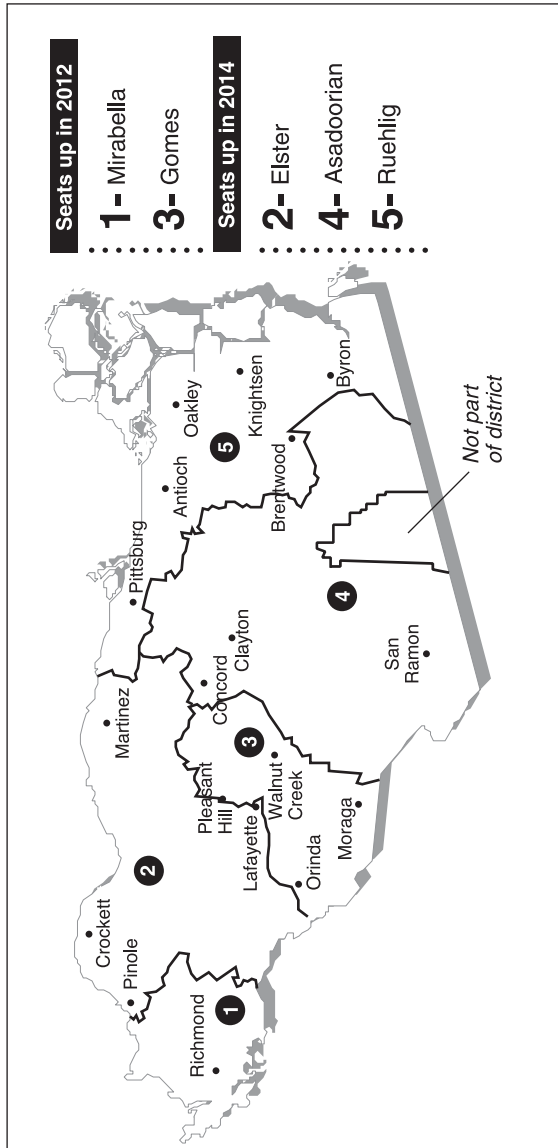 Seats up in 2012
1- Mirabella
3- Gomes
Seats up in 2014
2- Elster
4- Asadoorian
5- Ruehlig
Crockett
Pinole
Richmond
1
2
Martinez
Pittsburg
Antioch
Oakley
5
Knightsen
Brentwood
Byron
Concord
Clayton
Pleasant
Hill
3
Lafayette
Walnut
Creek
Orinda
Moraga
4
San
Ramon
Not part
of district